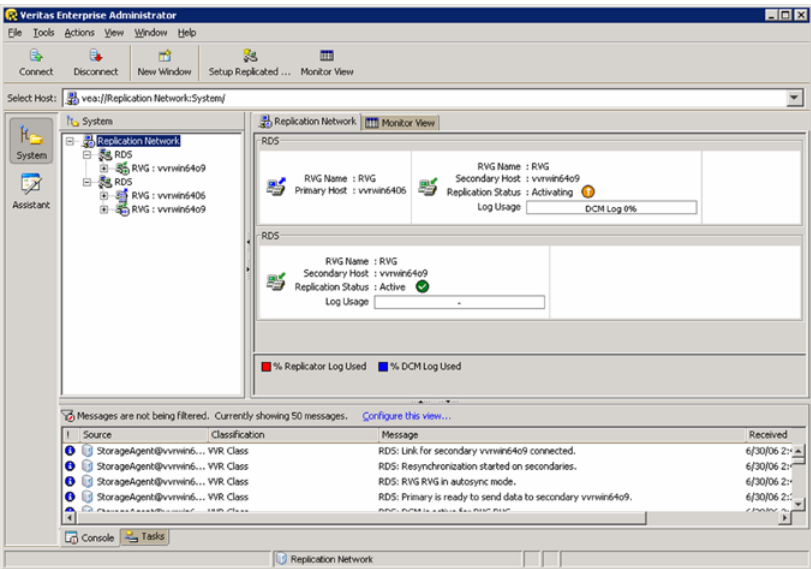 Veritas Enterprise Administrator
File Tools Actions View Window Help
Connect Disconnect New Window Setup Replicated ... Monitor View
Select Host: vea://Replication Network:System/
System
Assistant
System
Replication Network
RDS
RVG : vvrwin64o9
RDS
RVG : vvrwin6406
RVG : vvrwin64o9
Replication Network Monitor View
RDS
RVG Name : RVG
Primary Host : vvrwin6406
RVG Name : RVG
Secondary Host : vvrwin64o9
Replication Status : Activating
Log Usage DCM Log 0%
RDS
RVG Name : RVG
Secondary Host : vvrwin64o9
Replication Status : Active
Log Usage -
% Replicator Log Used % DCM Log Used
Messages are not being filtered. Currently showing 50 messages. Configure this view...
! Source Classification Message Received
StorageAgent@vvrwin6... VVR Class RDS: Link for secondary vvrwin64o9 connected. 6/30/06 2:
StorageAgent@vvrwin6... VVR Class RDS: Resynchronization started on secondaries. 6/30/06 2:
StorageAgent@vvrwin6... VVR Class RDS: RVG RVG in autosync mode. 6/30/06 2:
StorageAgent@vvrwin6... VVR Class RDS: Primary is ready to send data to secondary vvrwin64o9. 6/30/06 2:
Console Tasks
Replication Network